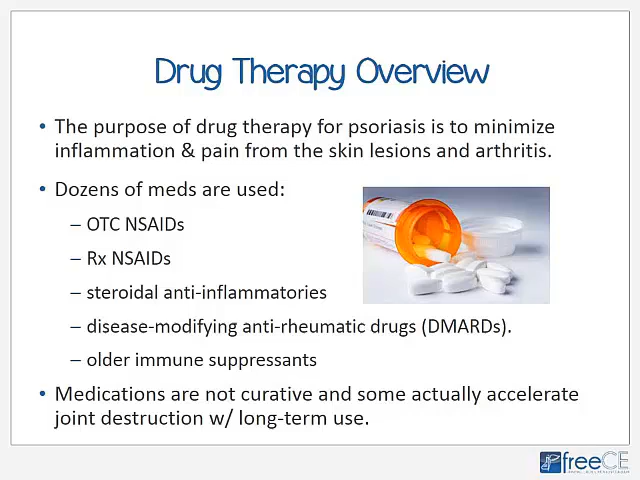 Drug Therapy Overview
• The purpose of drug therapy for psoriasis is to minimize
inflammation & pain from the skin lesions and arthritis.
• Dozens of meds are used:
– OTC NSAIDs
– Rx NSAIDs
– steroidal anti-inflammatories
– disease-modifying anti-rheumatic drugs (DMARDs).
– older immune suppressants
• Medications are not curative and some actually accelerate
joint destruction w/ long-term use.
freeCE